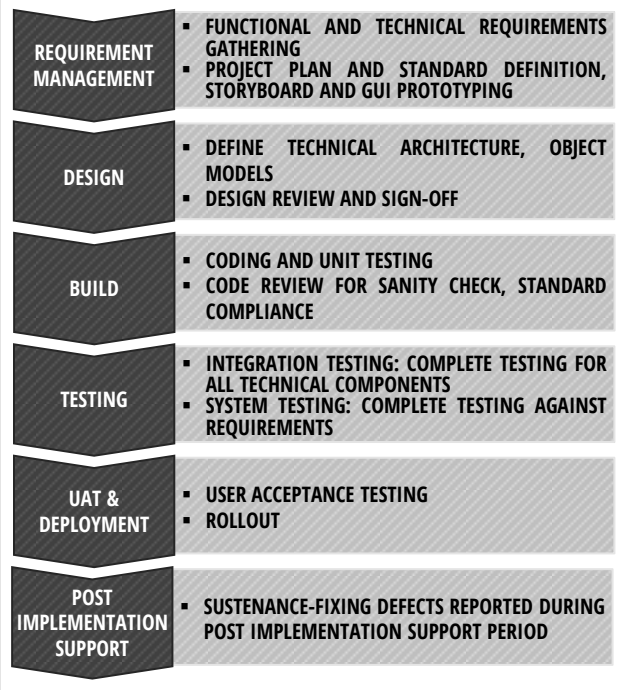 REQUIREMENT
MANAGEMENT
▪ FUNCTIONAL AND TECHNICAL REQUIREMENTS
GATHERING
▪ PROJECT PLAN AND STANDARD DEFINITION,
STORYBOARD AND GUI PROTOTYPING
DESIGN
▪ DEFINE TECHNICAL ARCHITECTURE, OBJECT
MODELS
▪ DESIGN REVIEW AND SIGN-OFF
BUILD
▪ CODING AND UNIT TESTING
▪ CODE REVIEW FOR SANITY CHECK, STANDARD
COMPLIANCE
TESTING
▪ INTEGRATION TESTING: COMPLETE TESTING FOR
ALL TECHNICAL COMPONENTS
▪ SYSTEM TESTING: COMPLETE TESTING AGAINST
REQUIREMENTS
UAT &
DEPLOYMENT
▪ USER ACCEPTANCE TESTING
▪ ROLLOUT
POST
IMPLEMENTATION
SUPPORT
▪ SUSTENANCE-FIXING DEFECTS REPORTED DURING
POST IMPLEMENTATION SUPPORT PERIOD